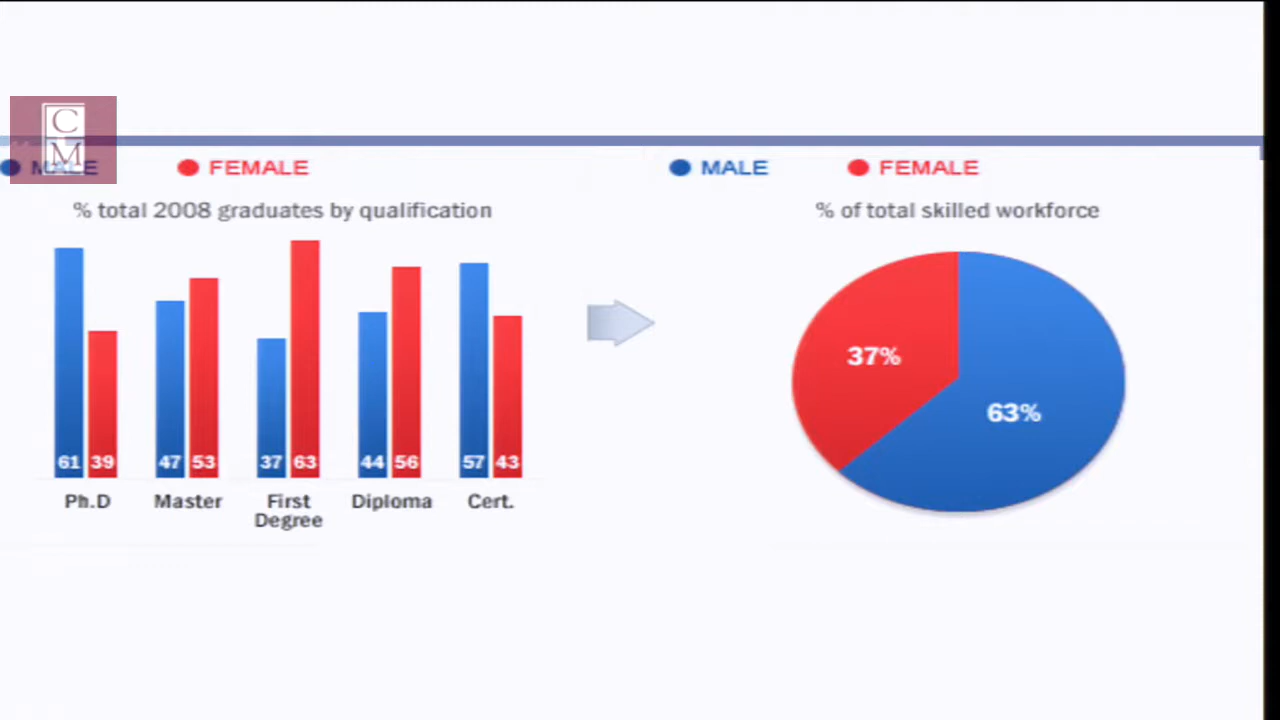 C
M
MALE
FEMALE
% total 2008 graduates by qualification
61 39 47 53 37 63 44 56 57 43
Ph.D Master First Degree Diploma Cert.
MALE
FEMALE
% of total skilled workforce
37%
63%